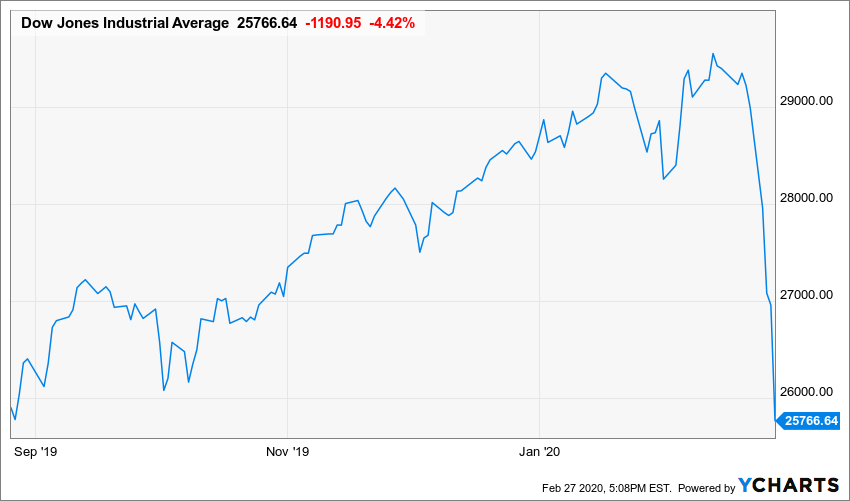 Dow Jones Industrial Average 25766.64 -1190.95 -4.42%
29000.00
28000.00
27000.00
26000.00
25766.64
Sep '19 Nov '19 Jan '20
Feb 27 2020, 5:08PM EST. Powered by YCHARTS